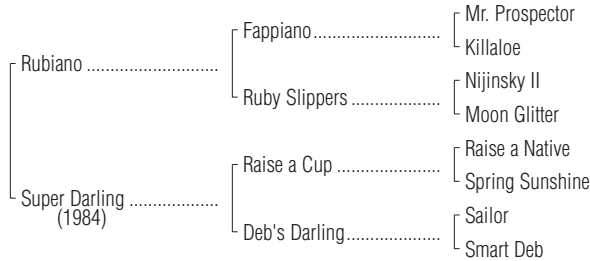 Mr. Prospector
Fappiano
Killaloe
Rubiano
Nijinsky II
Ruby Slippers
Moon Glitter
Raise a Native
Raise a Cup
Spring Sunshine
Super Darling
(1984)
Sailor
Deb's Darling
Smart Deb